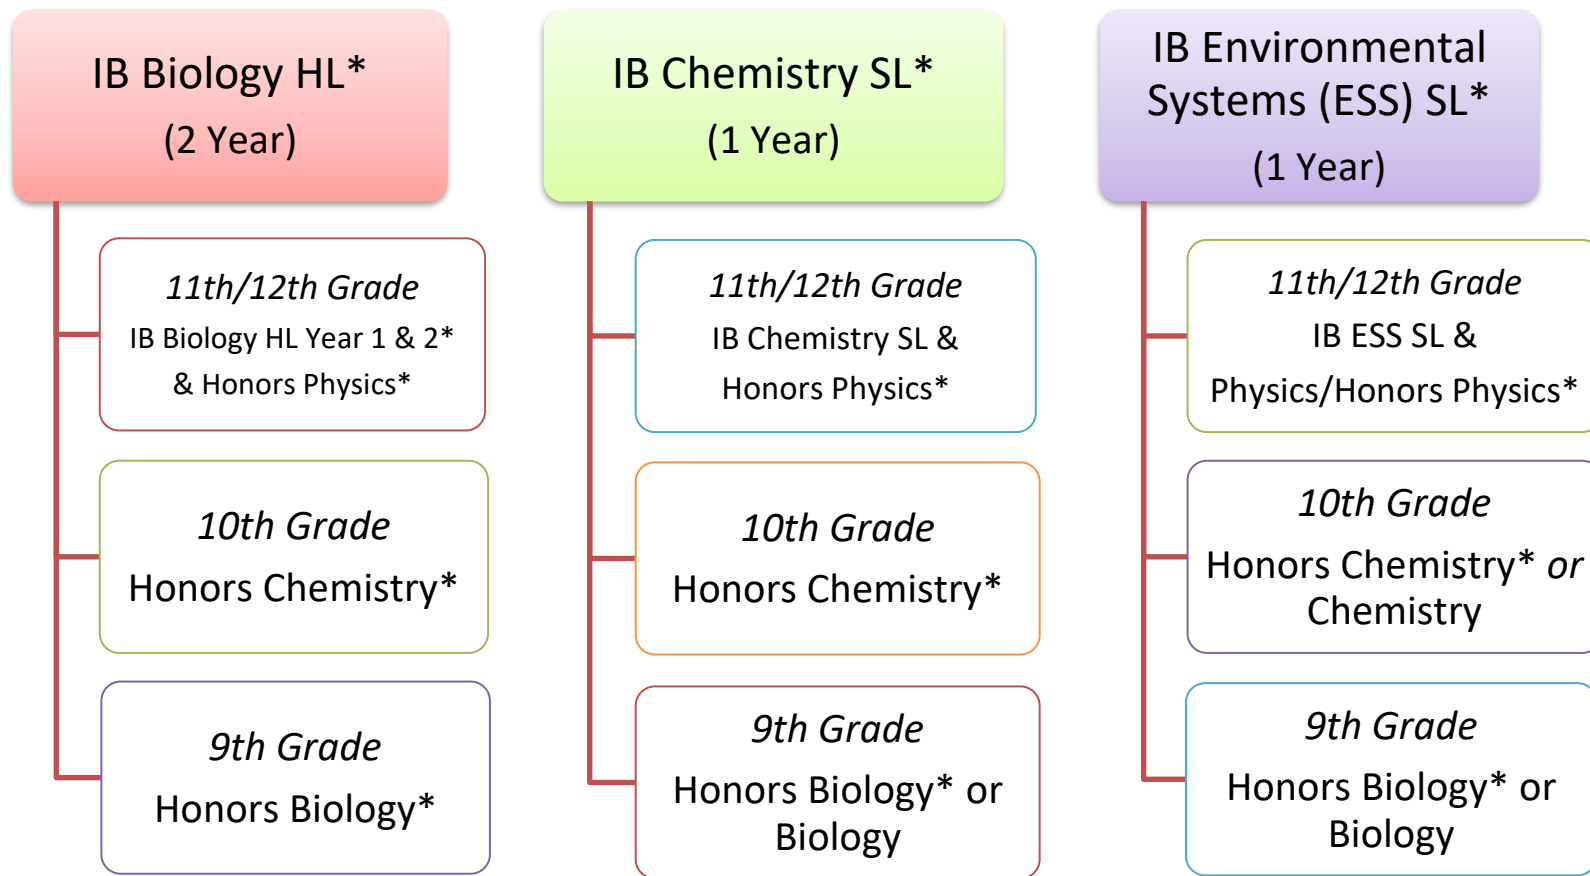 IB Biology HL*
(2 Year)
11th/12th Grade
IB Biology HL Year 1 & 2*
& Honors Physics*
10th Grade
Honors Chemistry*
9th Grade
Honors Biology*
IB Chemistry SL*
(1 Year)
11th/12th Grade
IB Chemistry SL &
Honors Physics*
10th Grade
Honors Chemistry*
9th Grade
Honors Biology* or
Biology
IB Environmental
Systems (ESS) SL*
(1 Year)
11th/12th Grade
IB ESS SL &
Physics/Honors Physics*
10th Grade
Honors Chemistry* or
Chemistry
9th Grade
Honors Biology* or
Biology